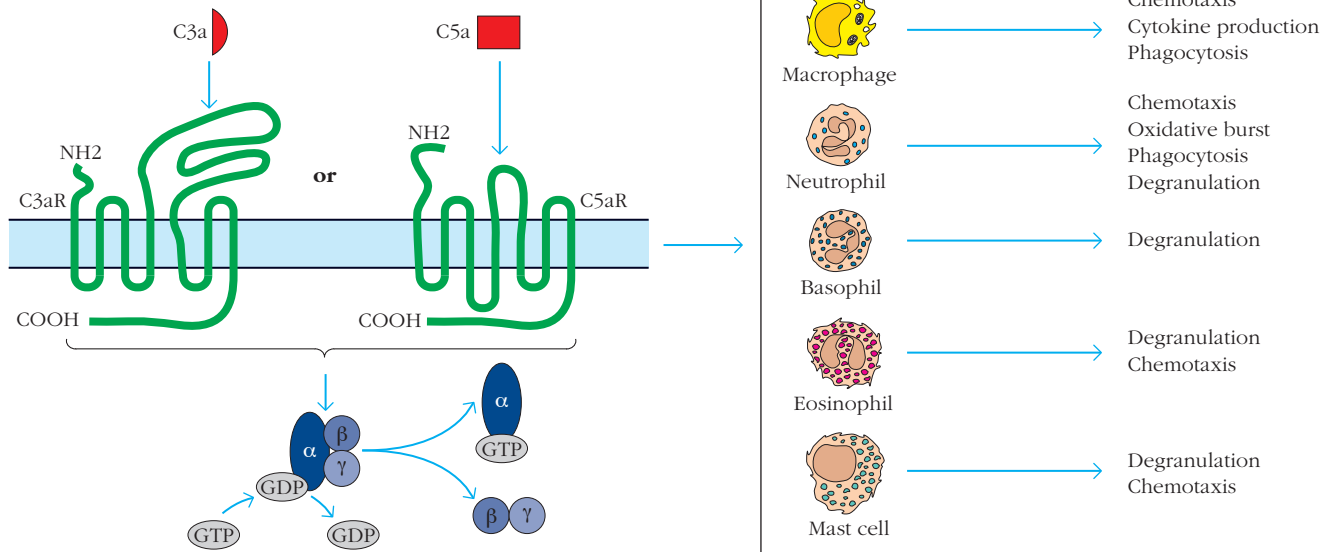 C3a
C5a
NH2
NH2
C3aR
or
C5aR
COOH
COOH
α
β
γ
GDP
GTP
GDP
α
GTP
β γ
Chemotaxis
Cytokine production
Phagocytosis
Macrophage
Chemotaxis
Oxidative burst
Phagocytosis
Degranulation
Neutrophil
Degranulation
Basophil
Degranulation
Chemotaxis
Eosinophil
Degranulation
Chemotaxis
Mast cell